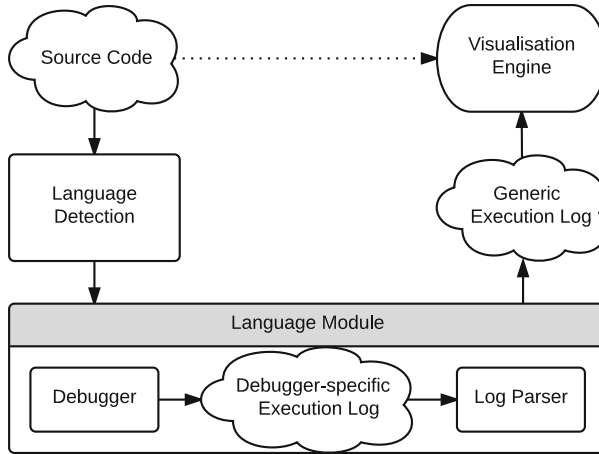 Source Code
Visualisation
Engine
Language
Detection
Generic
Execution Log
Language Module
Debugger
Debugger-specific
Execution Log
Log Parser